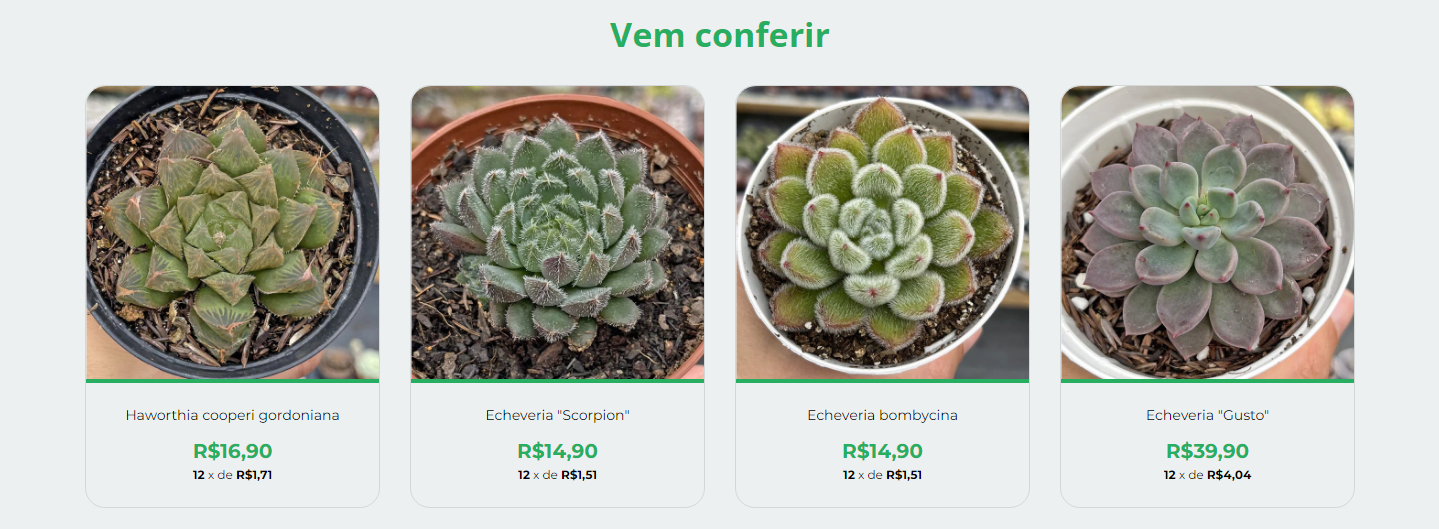 Vem conferir
Haworthia cooperi gordoniana
R$16,90
12 x de R$1,71
Echeveria "Scorpion"
R$14,90
12 x de R$1,51
Echeveria bombycina
R$14,90
12 x de R$1,51
Echeveria "Gusto"
R$39,90
12 x de R$4,04